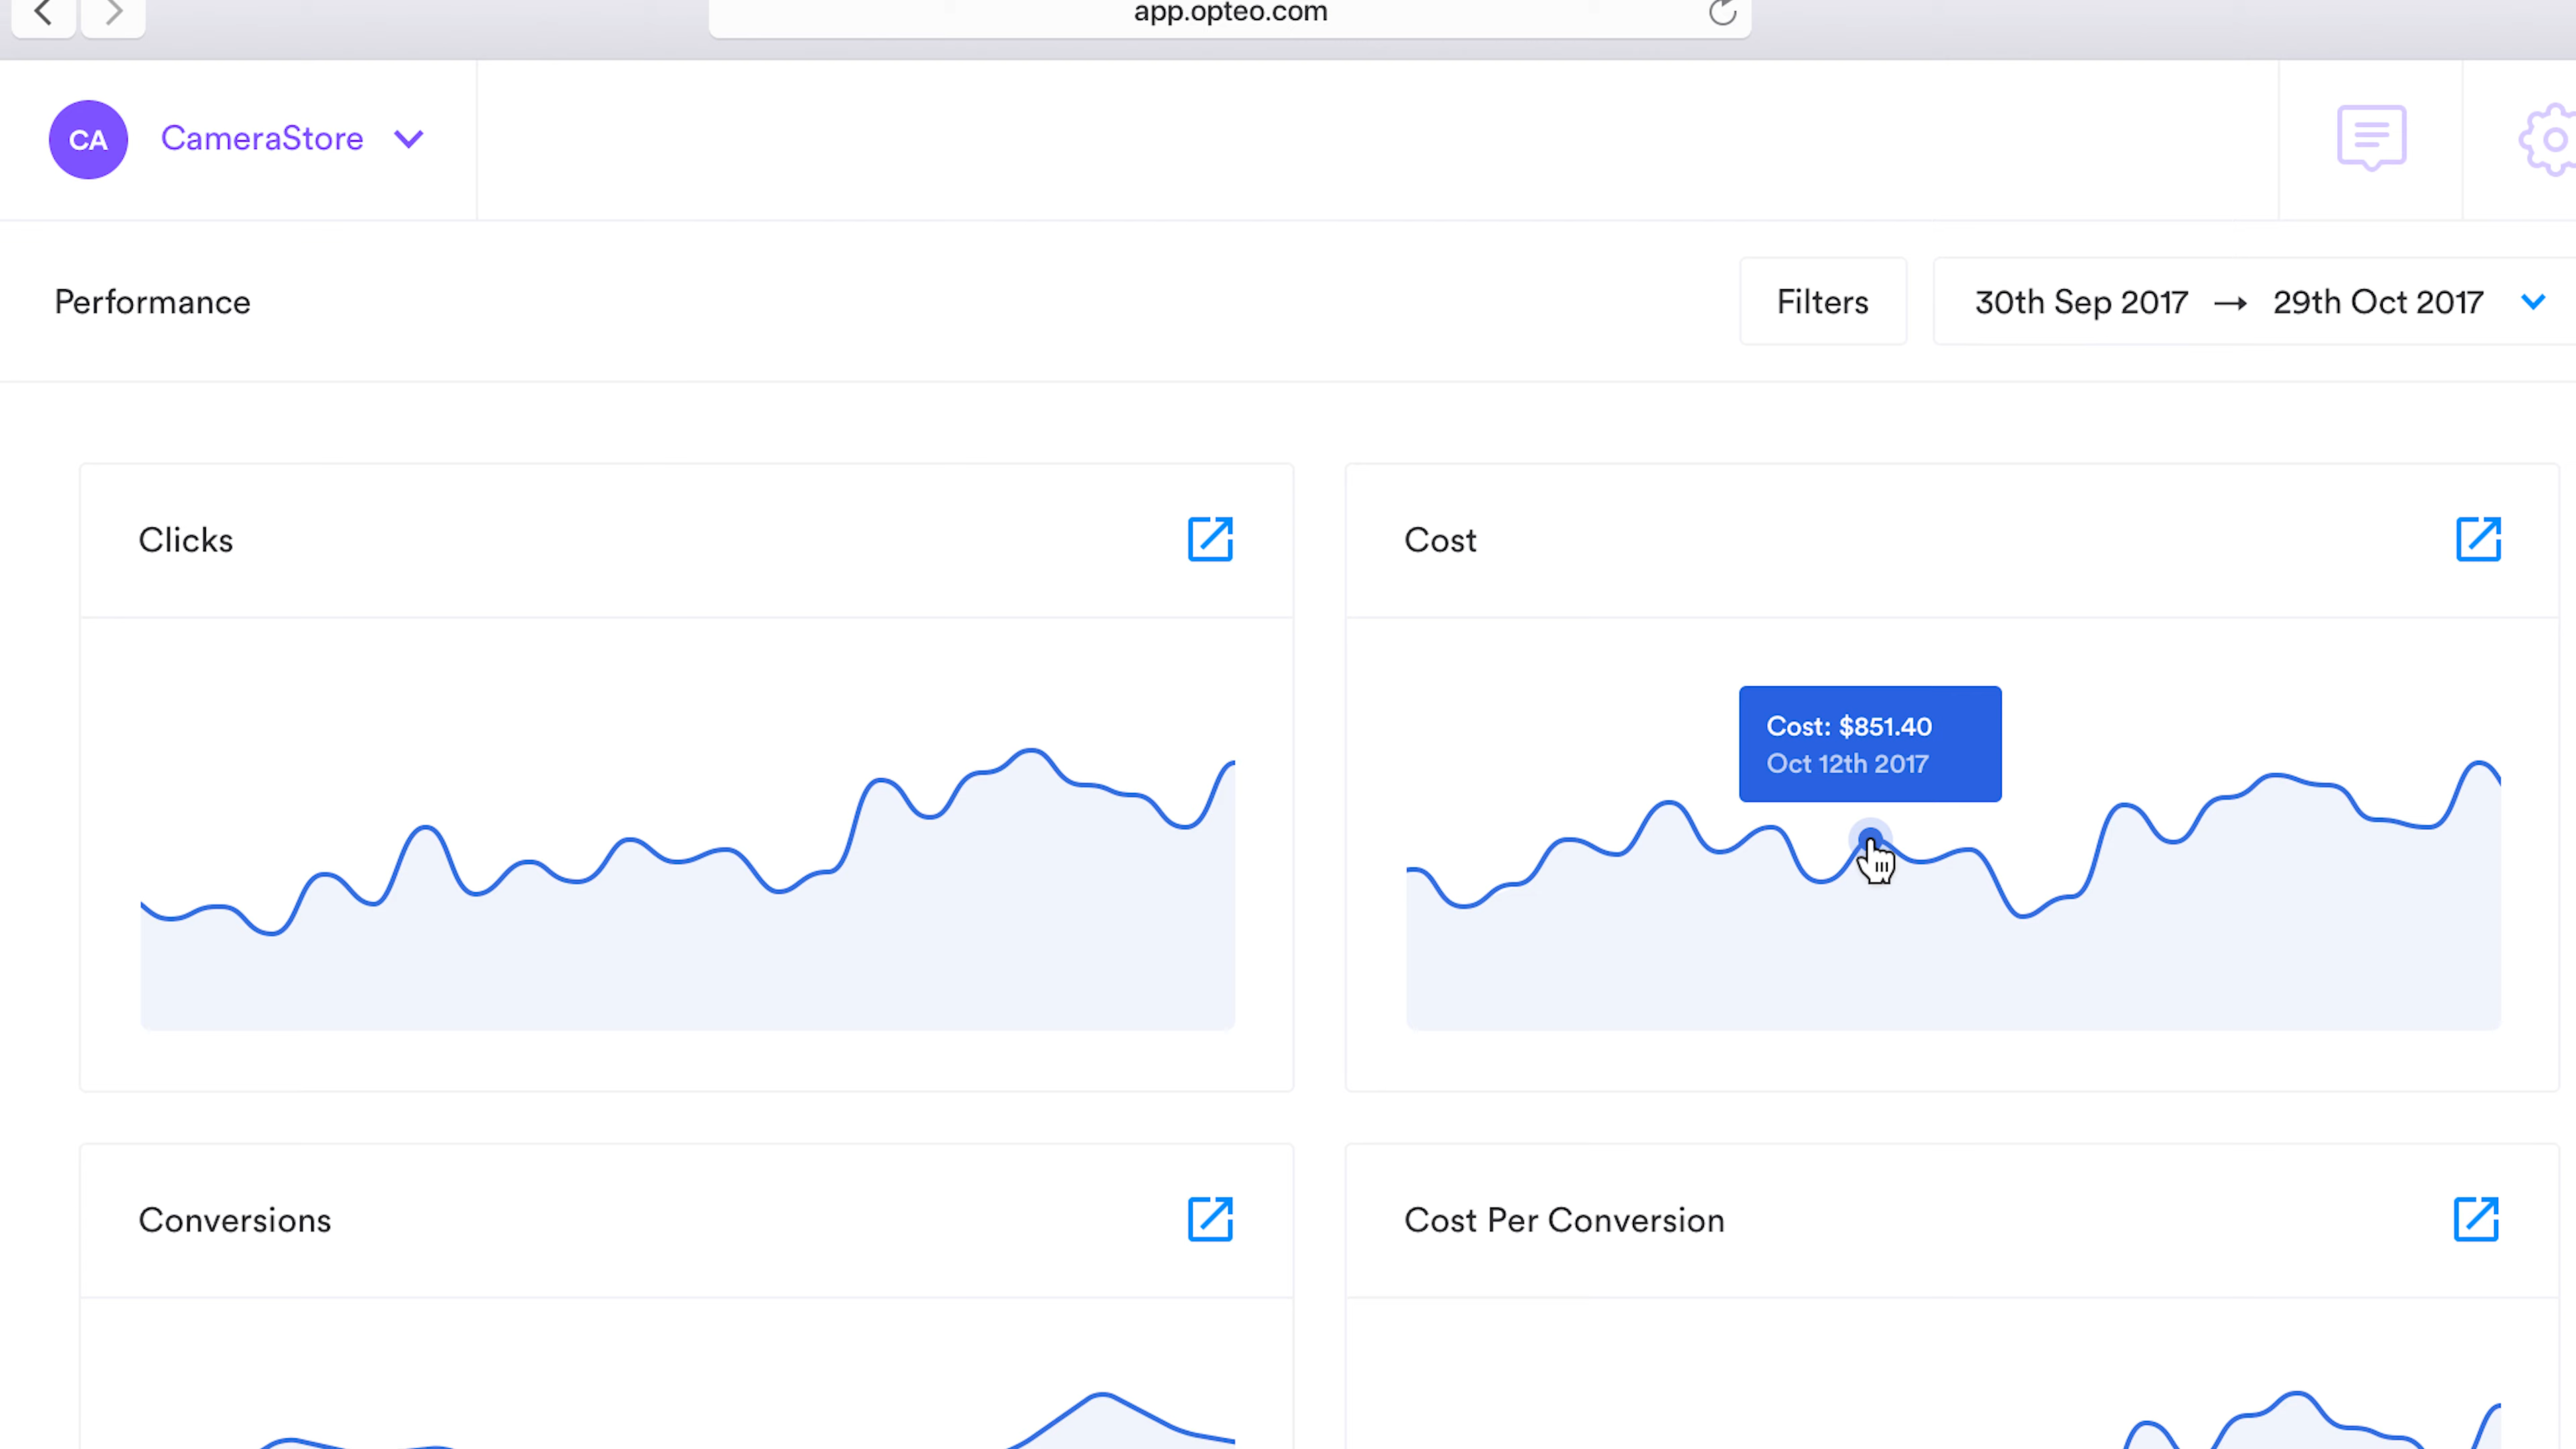 app.opteo.com
CA
CameraStore
Performance
Filters
30th Sep 2017 → 29th Oct 2017
Clicks
Cost
Cost: $851.40
Oct 12th 2017
Conversions
Cost Per Conversion